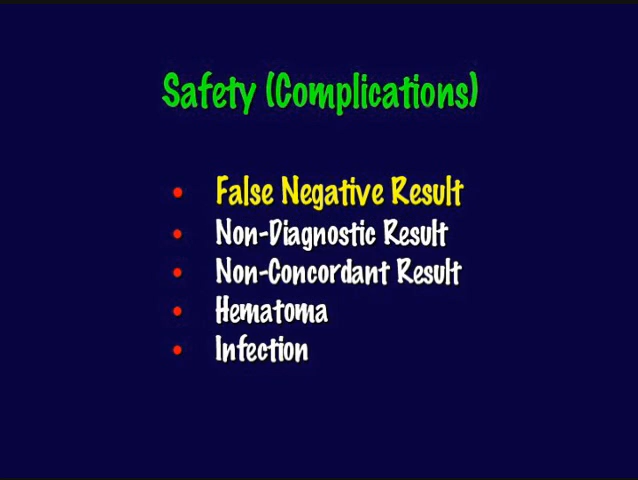 Safety (Complications)
• False Negative Result
• Non-Diagnostic Result
• Non-Concordant Result
• Hematoma
• Infection